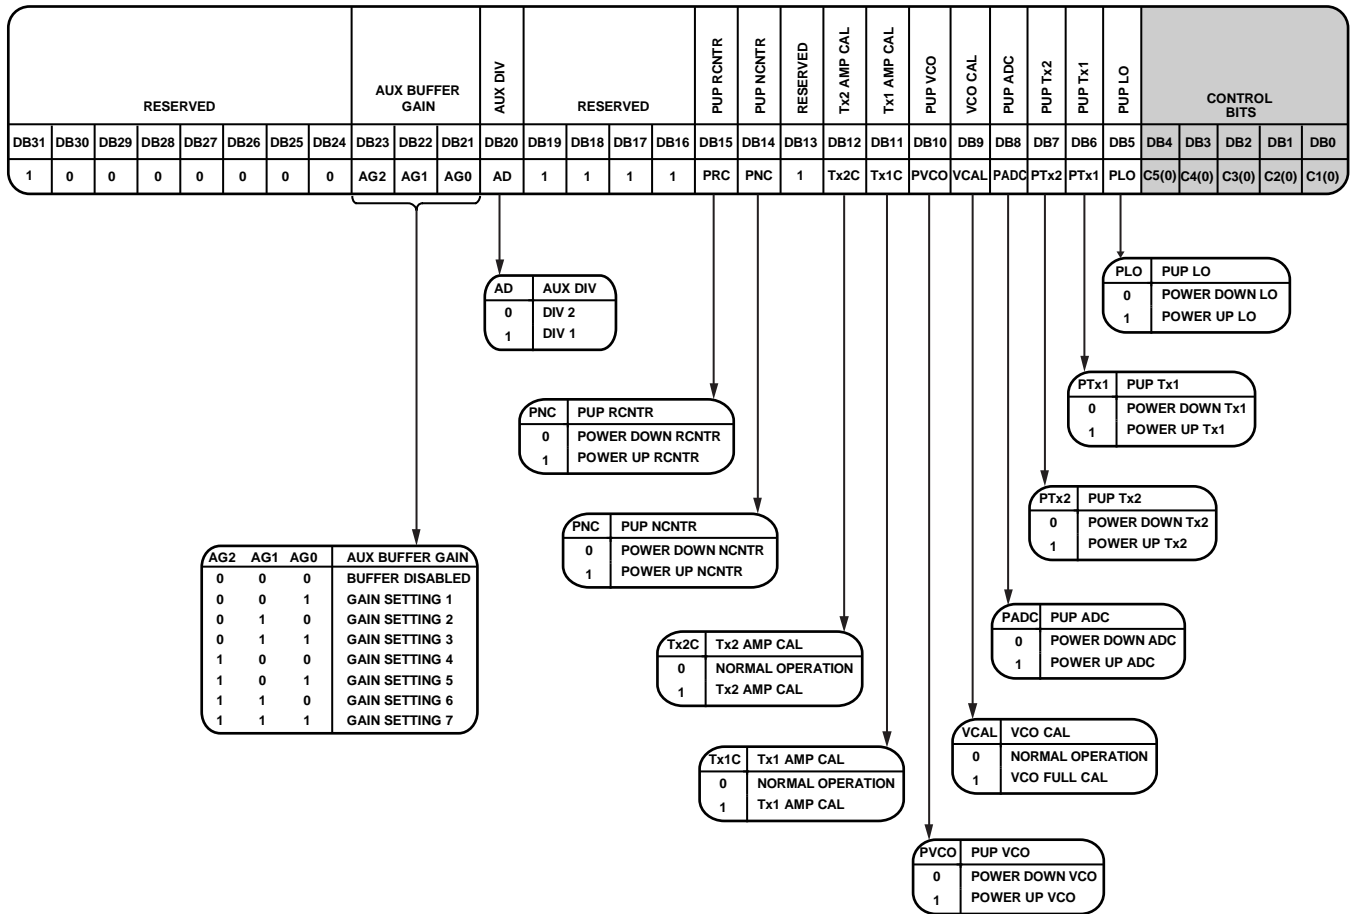 RESERVED
AUX BUFFER
GAIN
AUX DIV
RESERVED
PUP RCNTR
PUP NCNTR
RESERVED
Tx2 AMP CAL
Tx1 AMP CAL
PUP VCO
VCO CAL
PUP ADC
PUP Tx2
PUP Tx1
PUP LO
CONTROL
BITS
DB31 DB30 DB29 DB28 DB27 DB26 DB25 DB24 DB23 DB22 DB21 DB20 DB19 DB18 DB17 DB16 DB15 DB14 DB13 DB12 DB11 DB10 DB9 DB8 DB7 DB6 DB5 DB4 DB3 DB2 DB1 DB0
1 0 0 0 0 0 0 0 AG2 AG1 AG0 AD 1 1 1 1 PRC PNC 1 Tx2C Tx1C PVCO VCAL PADC PTx2 PTx1 PLO C5(0) C4(0) C3(0) C2(0) C1(0)
PLO PUP LO
0 POWER DOWN LO
1 POWER UP LO
AD AUX DIV
0 DIV 2
1 DIV 1
PTx1 PUP Tx1
0 POWER DOWN Tx1
1 POWER UP Tx1
PNC PUP RCNTR
0 POWER DOWN RCNTR
1 POWER UP RCNTR
PTx2 PUP Tx2
0 POWER DOWN Tx2
1 POWER UP Tx2
PNC PUP NCNTR
0 POWER DOWN NCNTR
1 POWER UP NCNTR
AG2 AG1 AG0 AUX BUFFER GAIN
0 0 0 BUFFER DISABLED
0 0 1 GAIN SETTING 1
0 1 0 GAIN SETTING 2
0 1 1 GAIN SETTING 3
1 0 0 GAIN SETTING 4
1 0 1 GAIN SETTING 5
1 1 0 GAIN SETTING 6
1 1 1 GAIN SETTING 7
PADC PUP ADC
0 POWER DOWN ADC
1 POWER UP ADC
Tx2C Tx2 AMP CAL
0 NORMAL OPERATION
1 Tx2 AMP CAL
VCAL VCO CAL
0 NORMAL OPERATION
1 VCO FULL CAL
Tx1C Tx1 AMP CAL
0 NORMAL OPERATION
1 Tx1 AMP CAL
PVCO PUP VCO
0 POWER DOWN VCO
1 POWER UP VCO